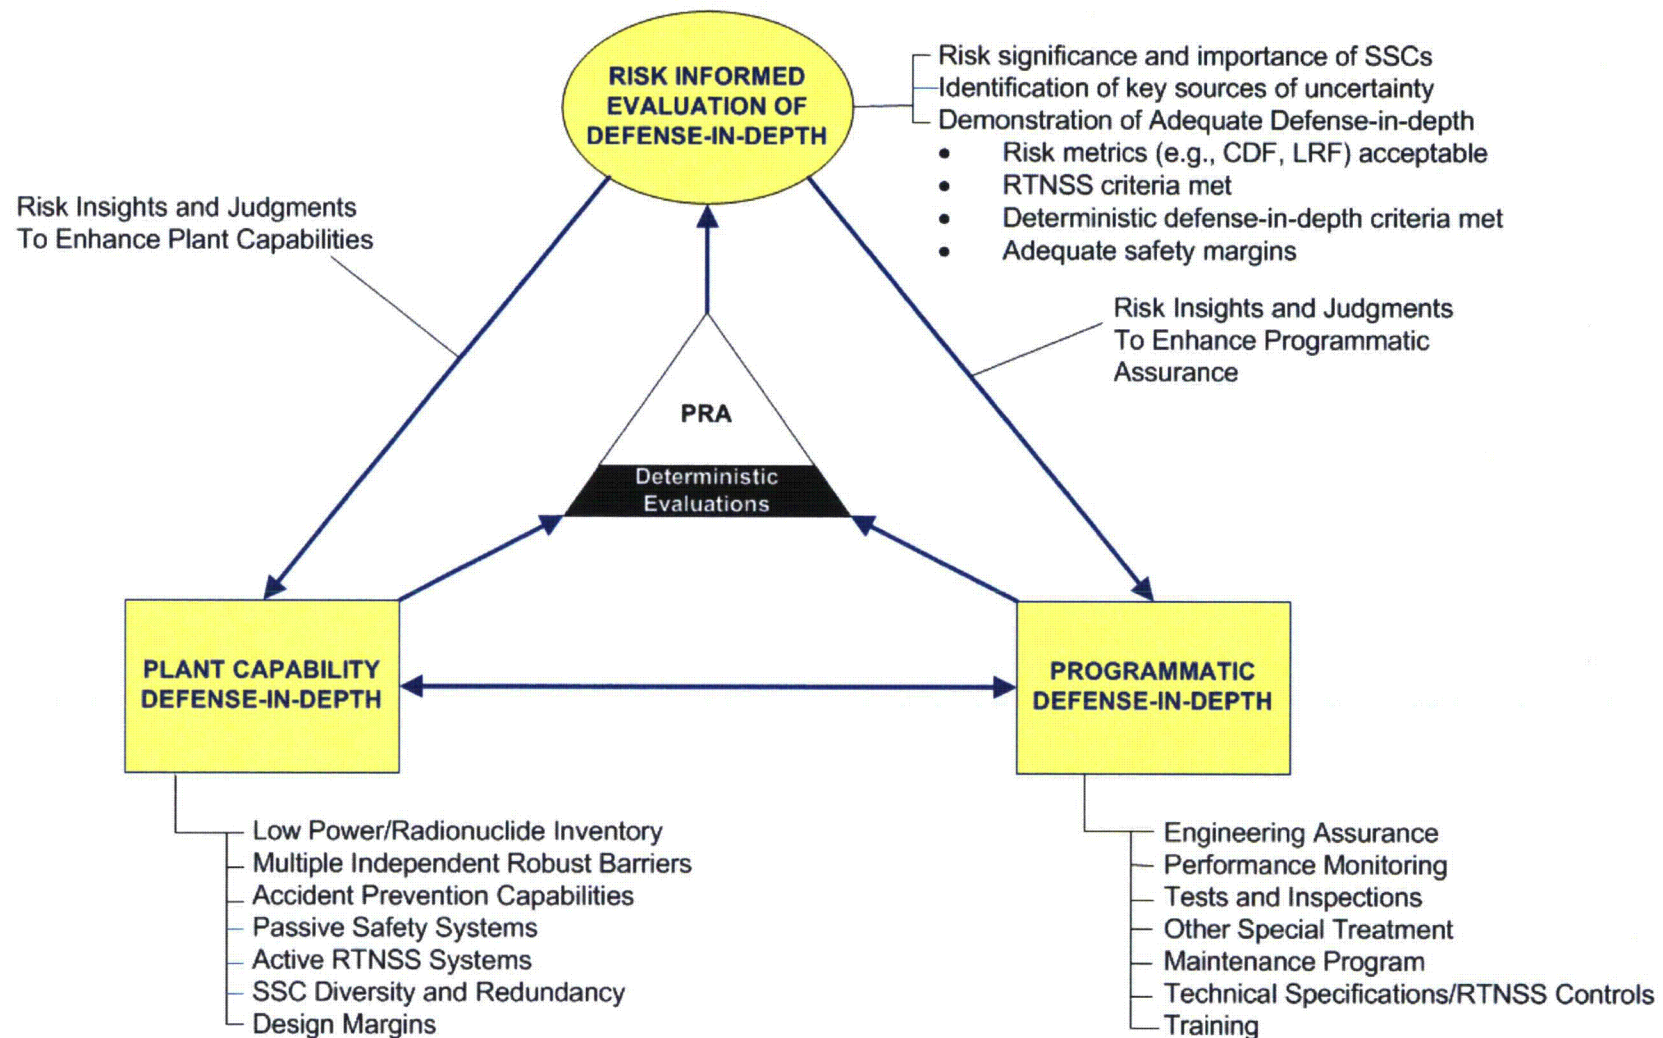 RISK INFORMED
EVALUATION OF
DEFENSE-IN-DEPTH
Risk significance and importance of SSCs
Identification of key sources of uncertainty
Demonstration of Adequate Defense-in-depth
• Risk metrics (e.g., CDF, LRF) acceptable
• RTNSS criteria met
• Deterministic defense-in-depth criteria met
• Adequate safety margins
Risk Insights and Judgments
To Enhance Plant Capabilities
Risk Insights and Judgments
To Enhance Programmatic
Assurance
PRA
Deterministic
Evaluations
PLANT CAPABILITY
DEFENSE-IN-DEPTH
PROGRAMMATIC
DEFENSE-IN-DEPTH
Low Power/Radionuclide Inventory
Multiple Independent Robust Barriers
Accident Prevention Capabilities
Passive Safety Systems
Active RTNSS Systems
SSC Diversity and Redundancy
Design Margins
Engineering Assurance
Performance Monitoring
Tests and Inspections
Other Special Treatment
Maintenance Program
Technical Specifications/RTNSS Controls
Training